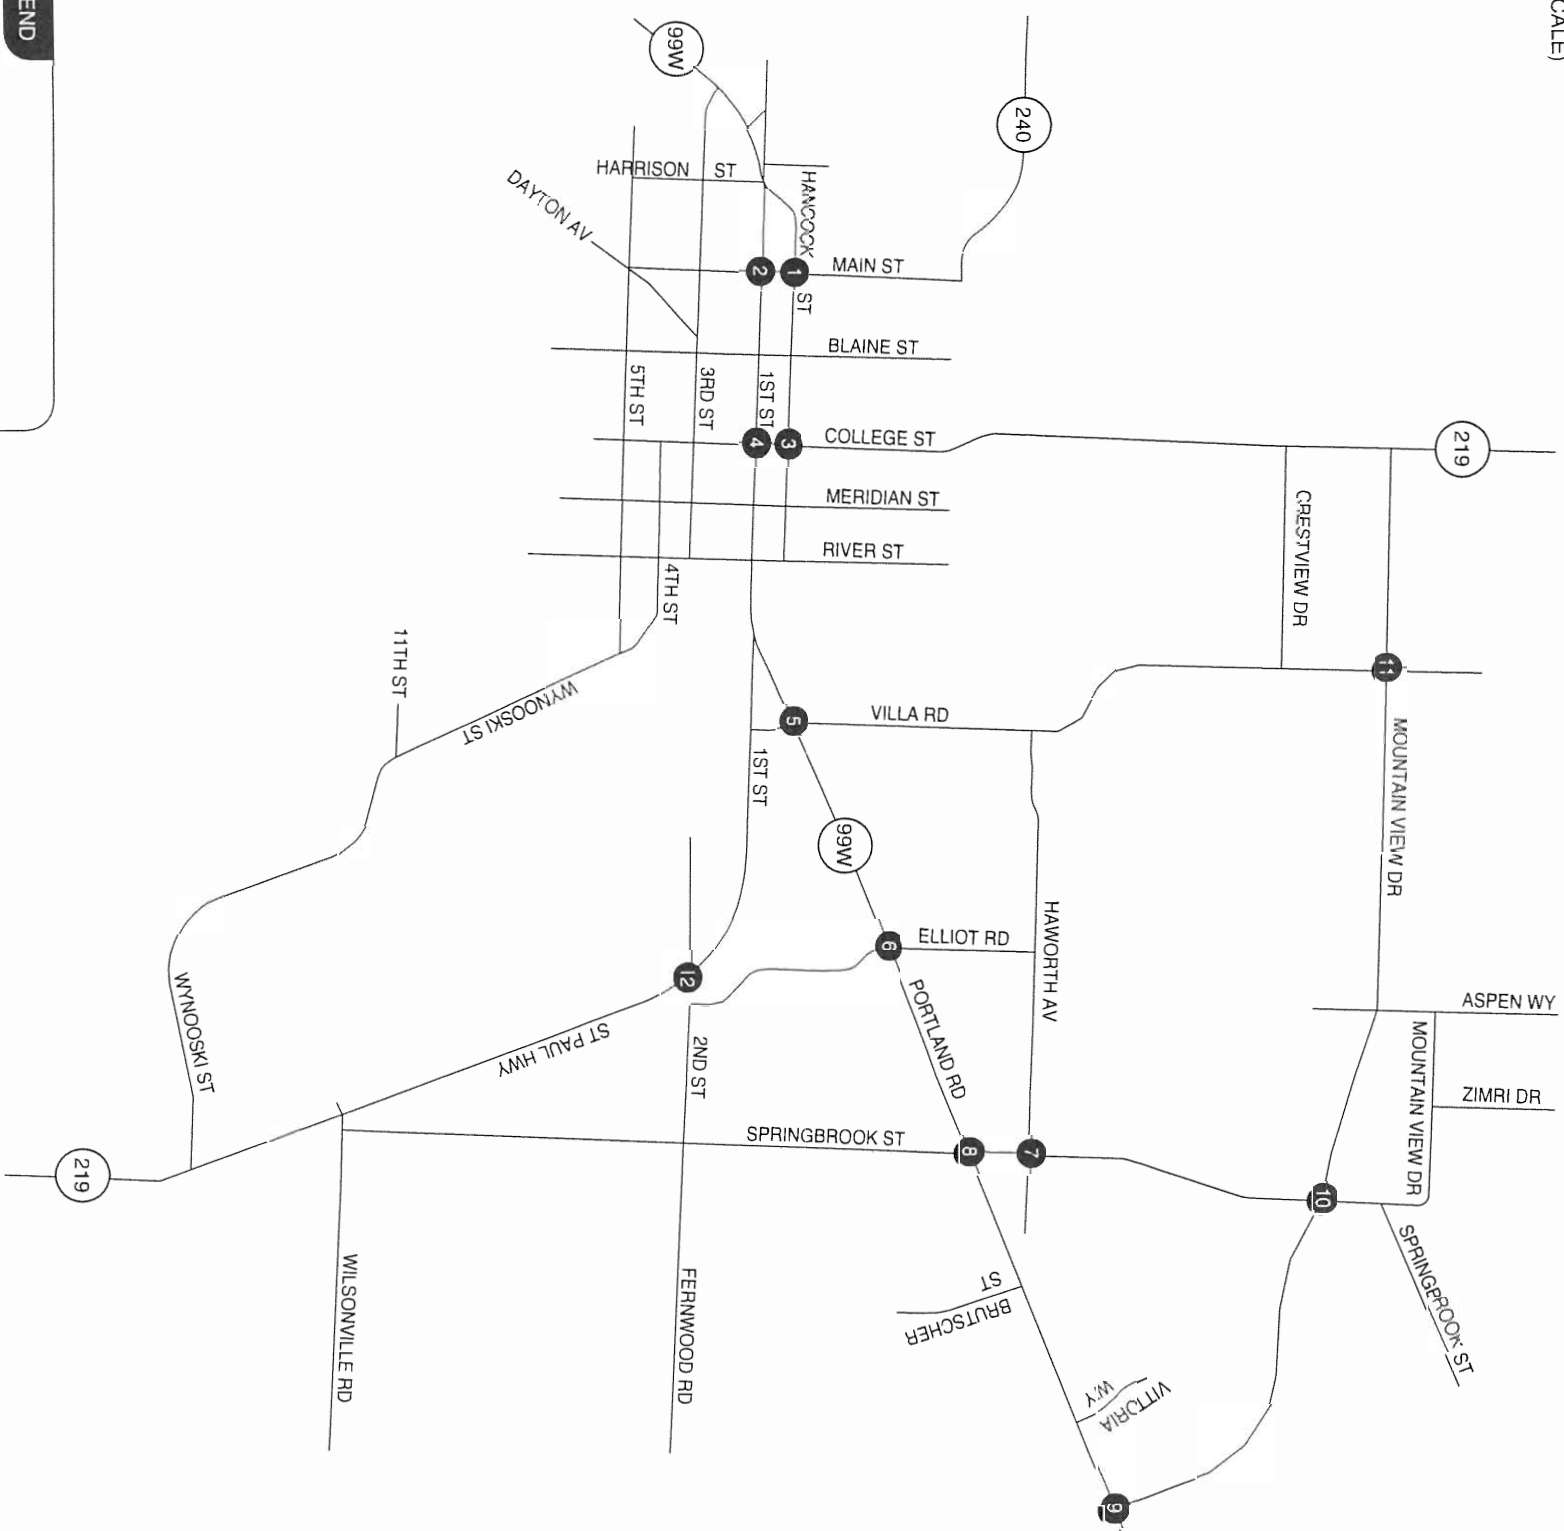 CALE)
END
99W
240
HARRISON ST
HANCOCK ST
DAYTON AV
MAIN ST
1
2
BLAINE ST
5TH ST
3RD ST
1ST ST
COLLEGE ST
3
4
219
MERIDIAN ST
CRESTVIEW DR
RIVER ST
4TH ST
11TH ST
WYNOOSKI ST
11
VILLA RD
5
1ST ST
MOUNTAIN VIEW DR
99W
ELLIOT RD
6
HAWORTH AV
12
PORTLAND RD
ASPEN WY
WYNOOSKI ST
ST PAUL HWY
2ND ST
MOUNTAIN VIEW DR
ZIMRI DR
SPRINGBROOK ST
8
7
219
10
SPRINGBROOK ST
WILSONVILLE RD
FERNWOOD RD
BRUTSCHER
ST
VITTORIA
WY
9